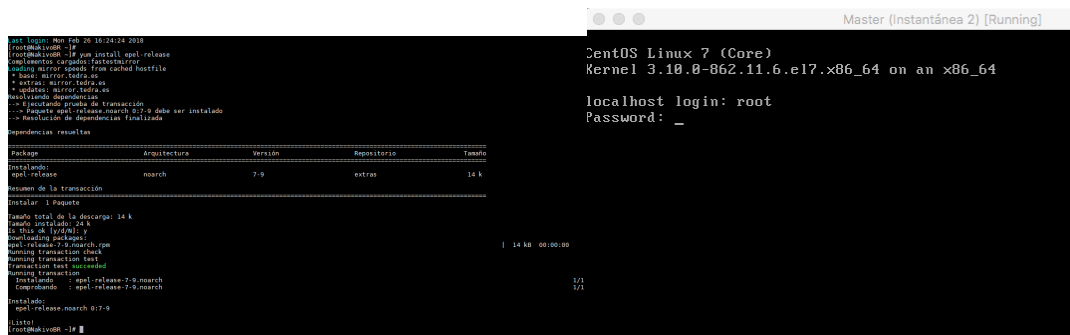 Last login: Mon Feb 26 16:24:24 2018
[root@NakivoBR ~]#
[root@NakivoBR ~]# yum install epel-release
Complementos cargados:fastestmirror
Loading mirror speeds from cached hostfile
* base: mirror.tedra.es
* extras: mirror.tedra.es
* updates: mirror.tedra.es
Resolviendo dependencias
--> Ejecutando prueba de transacción
---> Paquete epel-release.noarch 0:7-9 debe ser instalado
--> Resolución de dependencias finalizada
Dependencias resueltas
Package Arquitectura Versión Repositorio Tamaño
Instalando:
epel-release noarch 7-9 extras 14 k
Resumen de la transacción
Instalar 1 Paquete
Tamaño total de la descarga: 14 k
Tamaño instalado: 24 k
Is this ok [y/d/N]: y
Downloading packages:
epel-release-7-9.noarch.rpm | 14 kB 00:00:00
Running transaction check
Running transaction test
Transaction test succeeded
Running transaction
Instalando : epel-release-7-9.noarch 1/1
Comprobando : epel-release-7-9.noarch 1/1
Instalado:
epel-release.noarch 0:7-9
¡Listo!
[root@NakivoBR ~]#
Master (Instantánea 2) [Running]
CentOS Linux 7 (Core)
Kernel 3.10.0-862.11.6.el7.x86_64 on an x86_64
localhost login: root
Password: _